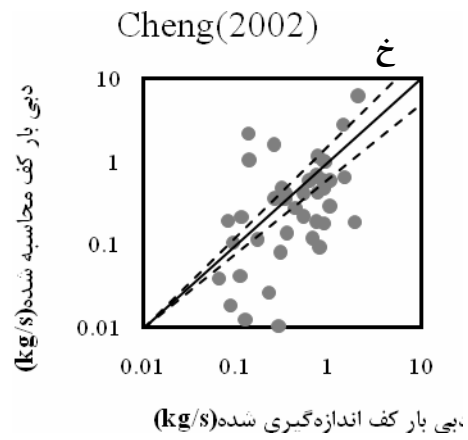 Cheng(2002)
خ
10
1
0.1
0.01
0.01 0.1 1 10
دبی بار کف محاسبه شده(kg/s)
دبی بار کف اندازه‌گیری شده(kg/s)